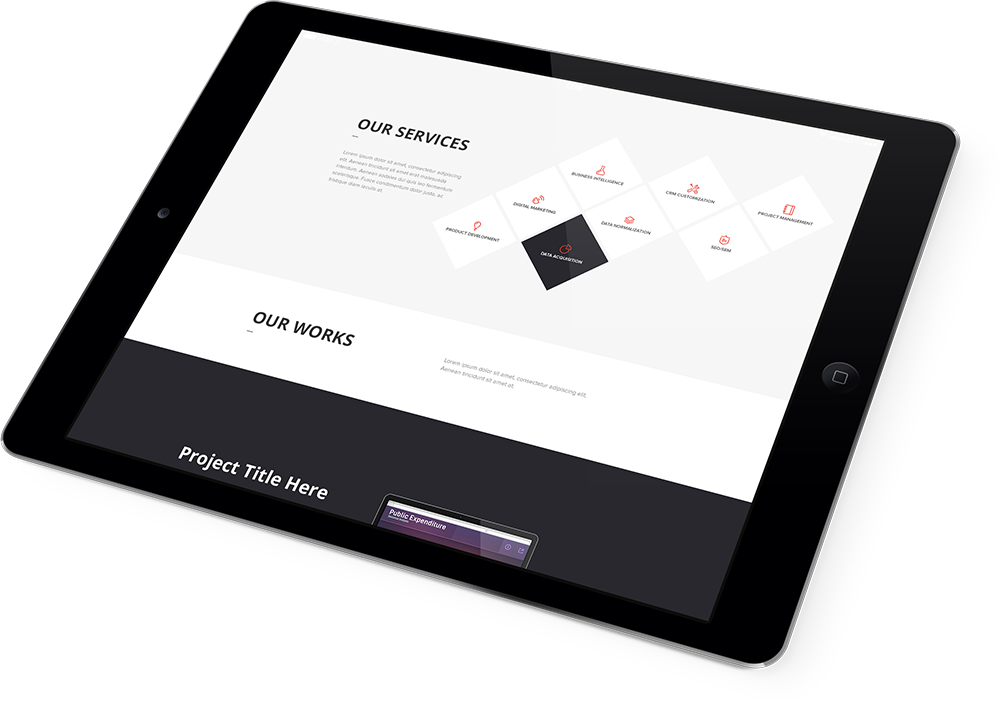 OUR SERVICES
Lorem ipsum dolor sit amet, consectetur adipiscing
elit. Aenean tincidunt sit amet erat malesuada
interdum. Aenean sodales dui quis leo fermentum
scelerisque. Fusce condimentum dolor justo, ac
tristique diam iaculis et.
BUSINESS INTELLIGENCE
CRM CUSTOMIZATION
PROJECT MANAGEMENT
DIGITAL MARKETING
DATA NORMALIZATION
SEO/SEM
PRODUCT DEVELOPMENT
DATA ACQUISITION
OUR WORKS
Lorem ipsum dolor sit amet, consectetur adipiscing elit.
Aenean tincidunt sit amet at.
Project Title Here
Public Expenditure